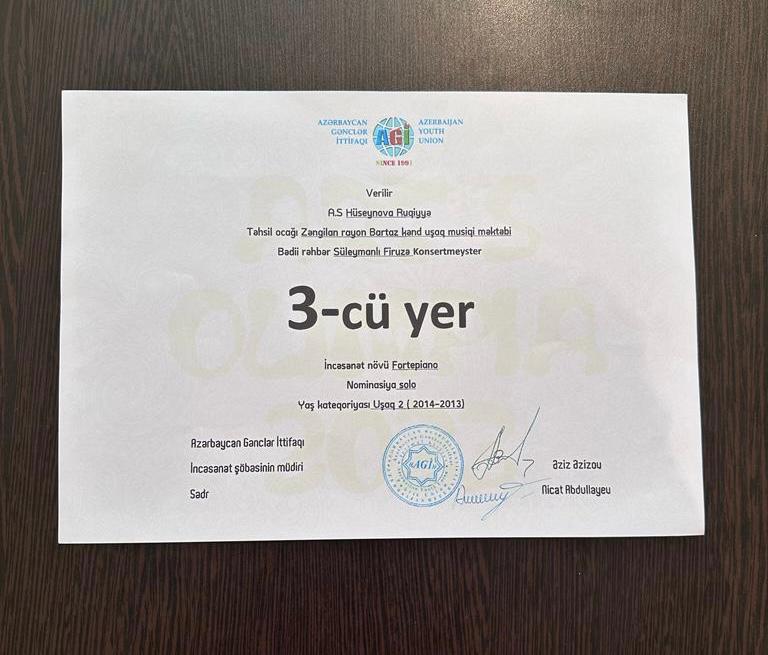 AZƏRBAYCAN GƏNCLƏR İTTİFAQI
AGİ
AZERBAIJAN YOUTH UNION
SINCE 1991
Verilir
A.S Hüseynova Ruqiyyə
Təhsil ocağı Zəngilan rayon Bartaz kənd uşaq musiqi məktəbi
Bədii rəhbər Süleymanlı Firuzə Konsertmeyster
3-cü yer
İncəsənət növü Fortepiano
Nominasiya solo
Yaş kateqoriyası Uşaq 2 ( 2014-2013)
Azərbaycan Gənclər İttifaqı
İncəsənət şöbəsinin müdiri
Əziz Əzizov
Sədr
Nicat Abdullayev
«AGİ»